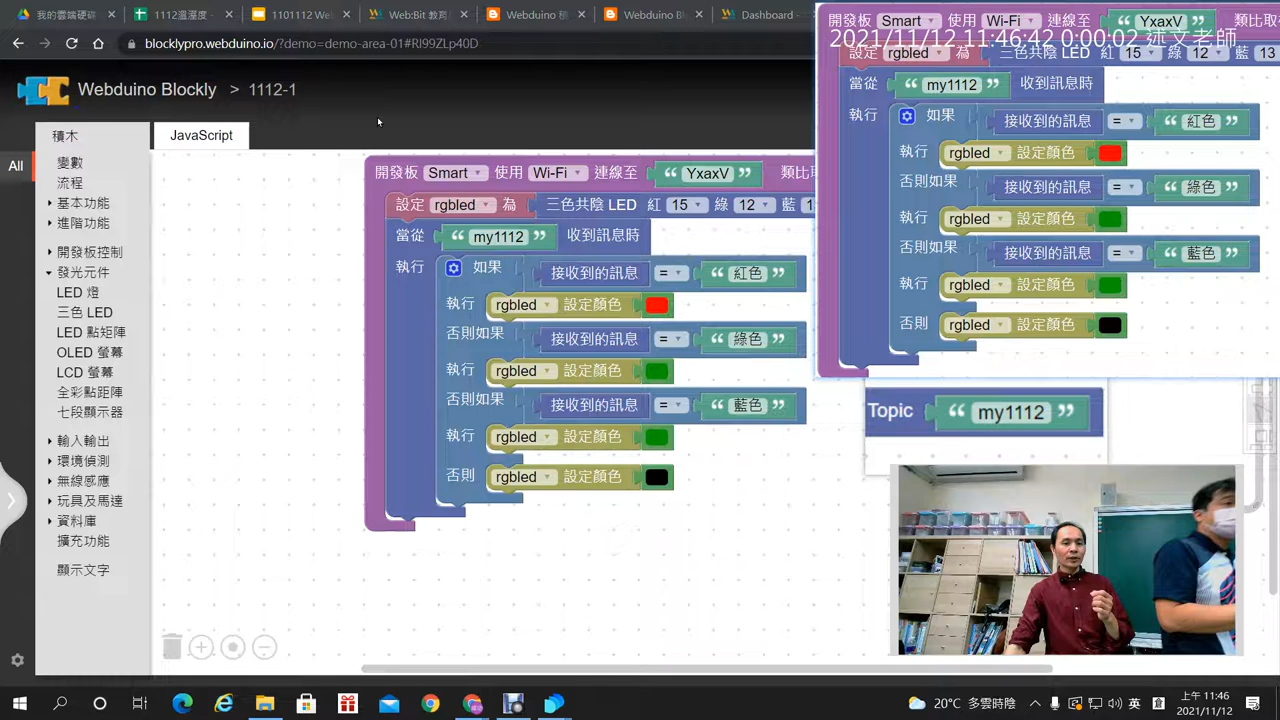 我的雲端硬碟
1112溫溼度 -
1101112 We
Web:Bit 教育
Webduino 
Webduino Bl
Dashboard -
blocklypro.webduino.io/?demo=demo-area-01#Rl99Z1p4OD
Webduino Blockly > 1112-1
積木
JavaScript
All
變數
流程
基本功能
進階功能
開發板控制
發光元件
LED 燈
三色 LED
LED 點矩陣
OLED 螢幕
LCD 螢幕
全彩點距陣
七段顯示器
輸入輸出
環境偵測
無線感應
玩具及馬達
資料庫
擴充功能
顯示文字
開發板 Smart 使用 Wi-Fi 連線至 “ YxaxV ” 類比
設定 rgbled 為 三色共陰 LED 紅 15 綠 12 藍 1
當從 “ my1112 ” 收到訊息時
執行 如果 接收到的訊息 = “ 紅色 ”
執行 rgbled 設定顏色
否則如果 接收到的訊息 = “ 綠色 ”
執行 rgbled 設定顏色
否則如果 接收到的訊息 = “ 藍色 ”
執行 rgbled 設定顏色
否則 rgbled 設定顏色
開發板 Smart 使用 Wi-Fi 連線至 “ YxaxV ” 類比取
2021/11/12 11:46:42 0:00:02 述文老師
設定 rgbled 為 三色共陰 LED 紅 15 綠 12 藍 13
當從 “ my1112 ” 收到訊息時
執行 如果 接收到的訊息 = “ 紅色 ”
執行 rgbled 設定顏色
否則如果 接收到的訊息 = “ 綠色 ”
執行 rgbled 設定顏色
否則如果 接收到的訊息 = “ 藍色 ”
執行 rgbled 設定顏色
否則 rgbled 設定顏色
Topic “ my1112 ”
20°C 多雲時陰
英
上午 11:46
2021/11/12